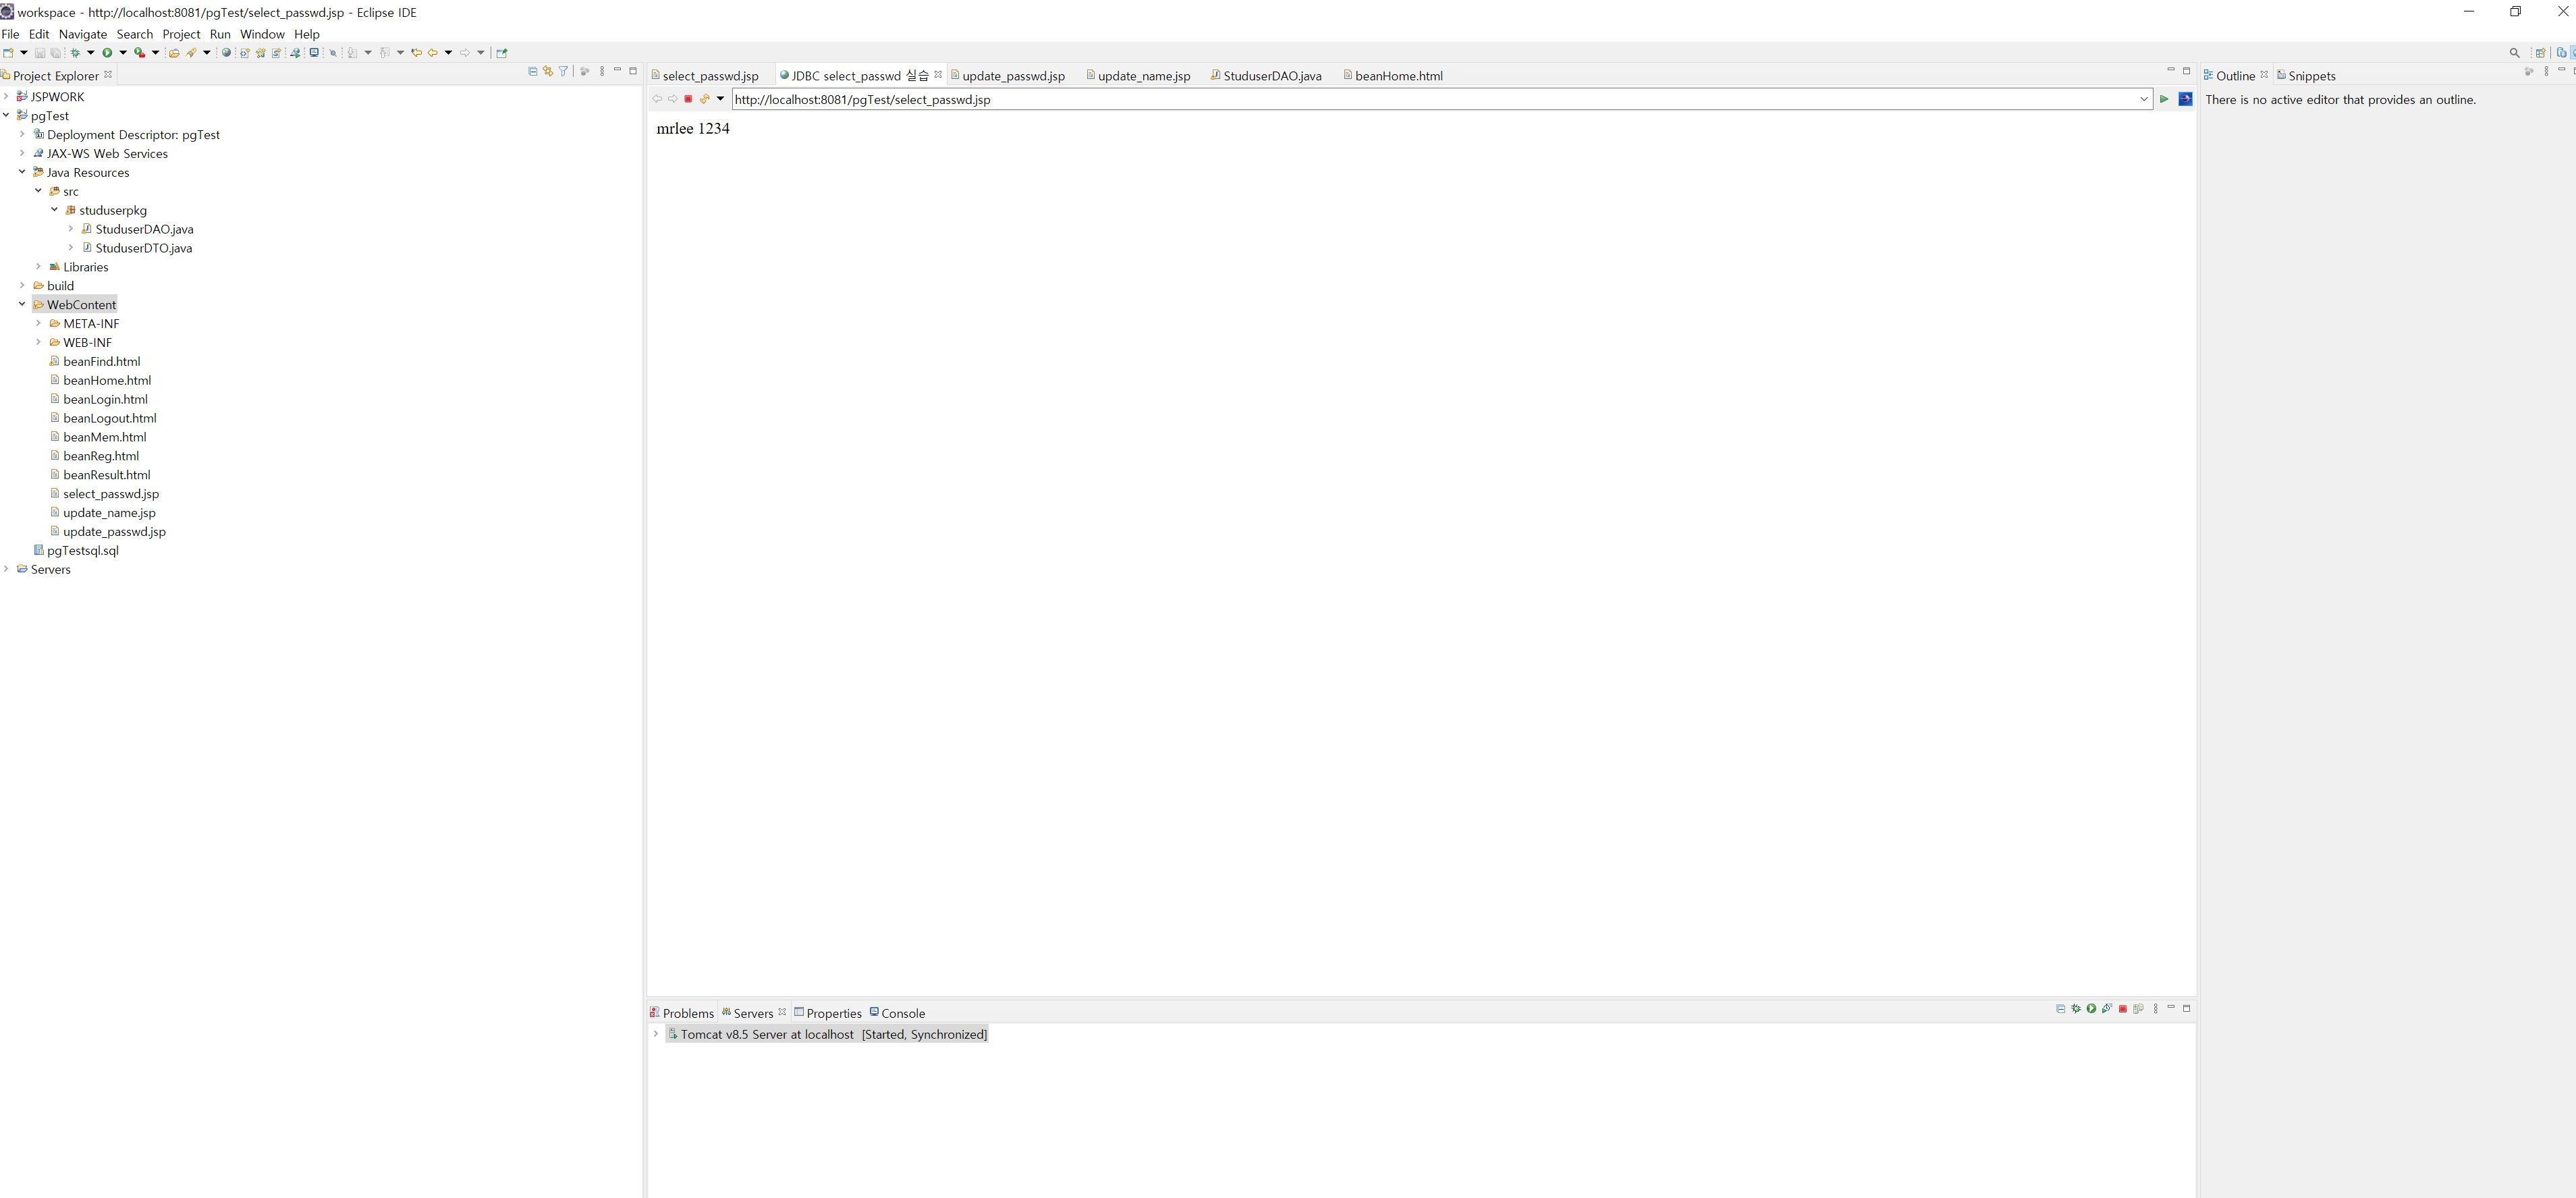 workspace - http://localhost:8081/pgTest/select_passwd.jsp - Eclipse IDE
File Edit Navigate Search Project Run Window Help
Project Explorer
JSPWORK
pgTest
Deployment Descriptor: pgTest
JAX-WS Web Services
Java Resources
src
studuserpkg
StuduserDAO.java
StuduserDTO.java
Libraries
build
WebContent
META-INF
WEB-INF
beanFind.html
beanHome.html
beanLogin.html
beanLogout.html
beanMem.html
beanReg.html
beanResult.html
select_passwd.jsp
update_name.jsp
update_passwd.jsp
pgTestsql.sql
Servers
select_passwd.jsp JDBC select_passwd 실습 update_passwd.jsp update_name.jsp StuduserDAO.java beanHome.html
http://localhost:8081/pgTest/select_passwd.jsp
mrlee 1234
Problems Servers Properties Console
Tomcat v8.5 Server at localhost [Started, Synchronized]
Outline Snippets
There is no active editor that provides an outline.